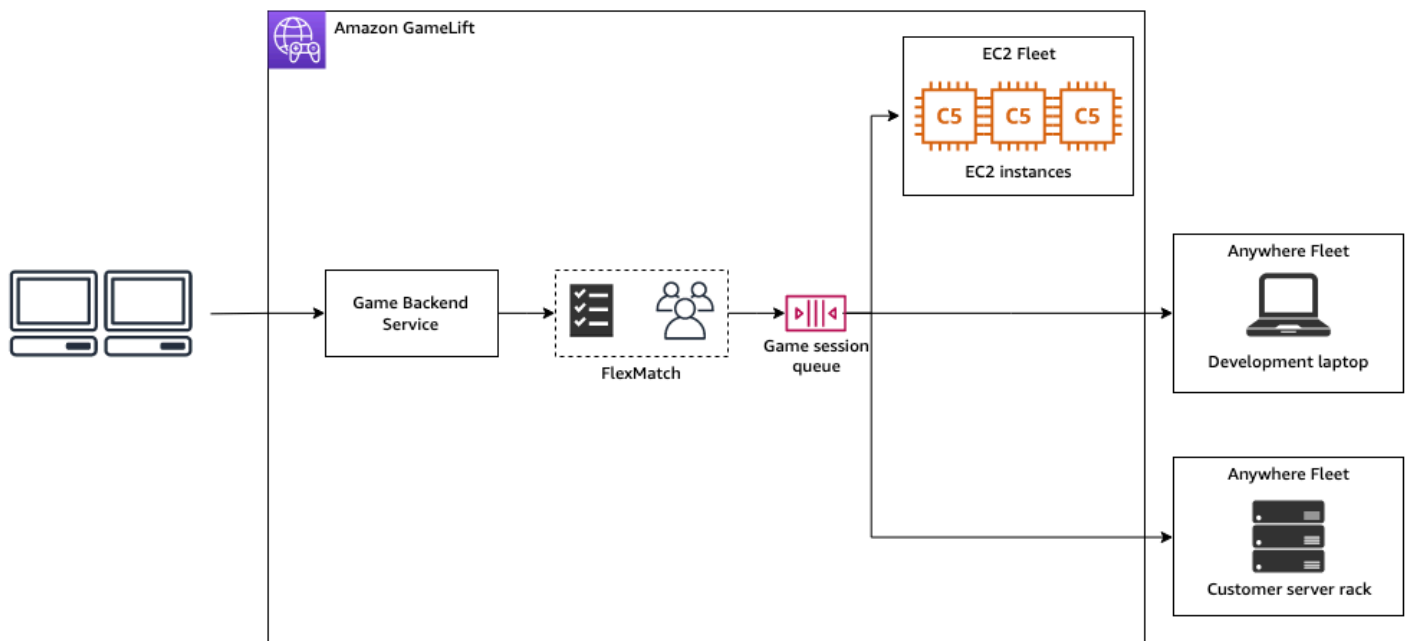 Amazon GameLift
EC2 Fleet
C5 C5 C5
EC2 instances
Game Backend
Service
FlexMatch
Game session
queue
Anywhere Fleet
Development laptop
Anywhere Fleet
Customer server rack